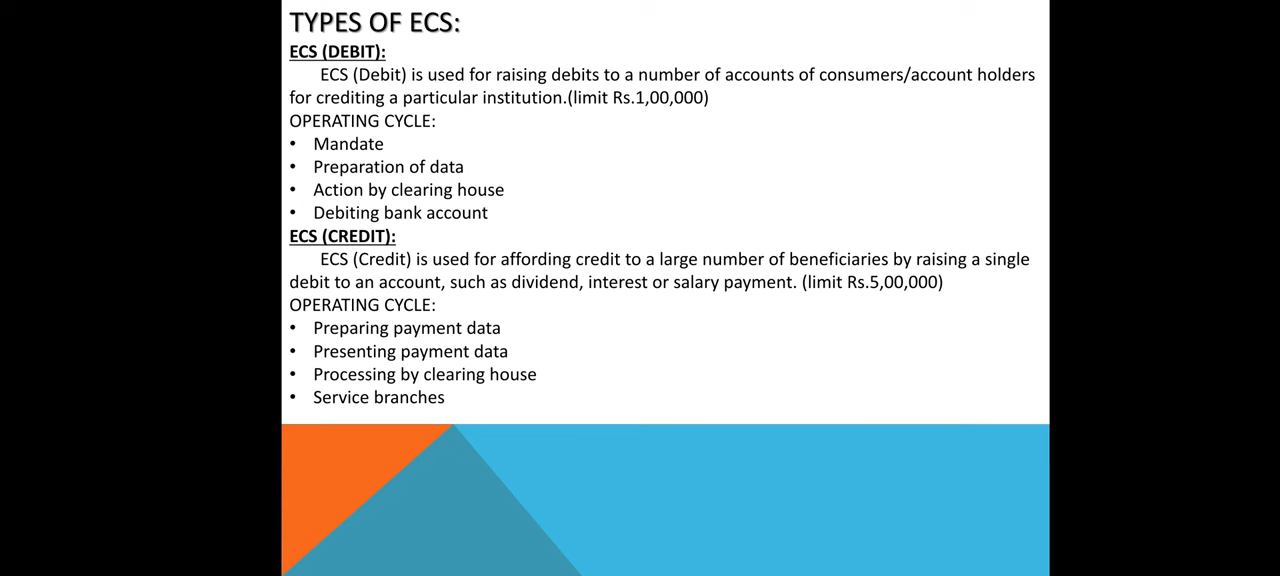 TYPES OF ECS:
ECS (DEBIT):
ECS (Debit) is used for raising debits to a number of accounts of consumers/account holders
for crediting a particular institution.(limit Rs.1,00,000)
OPERATING CYCLE:
• Mandate
• Preparation of data
• Action by clearing house
• Debiting bank account
ECS (CREDIT):
ECS (Credit) is used for affording credit to a large number of beneficiaries by raising a single
debit to an account, such as dividend, interest or salary payment. (limit Rs.5,00,000)
OPERATING CYCLE:
• Preparing payment data
• Presenting payment data
• Processing by clearing house
• Service branches